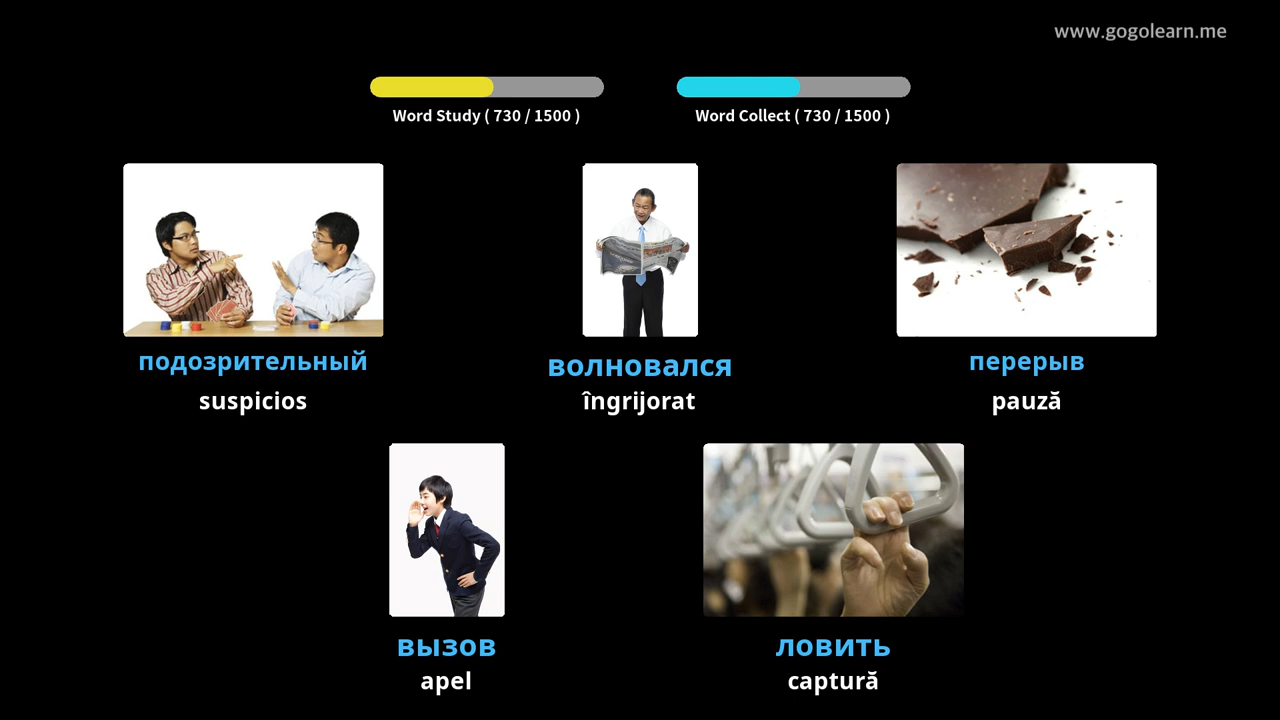 www.gogolearn.me
Word Study ( 730 / 1500 )
Word Collect ( 730 / 1500 )
подозрительный
suspicios
волновался
îngrijorat
перерыв
pauză
вызов
apel
ловить
captură